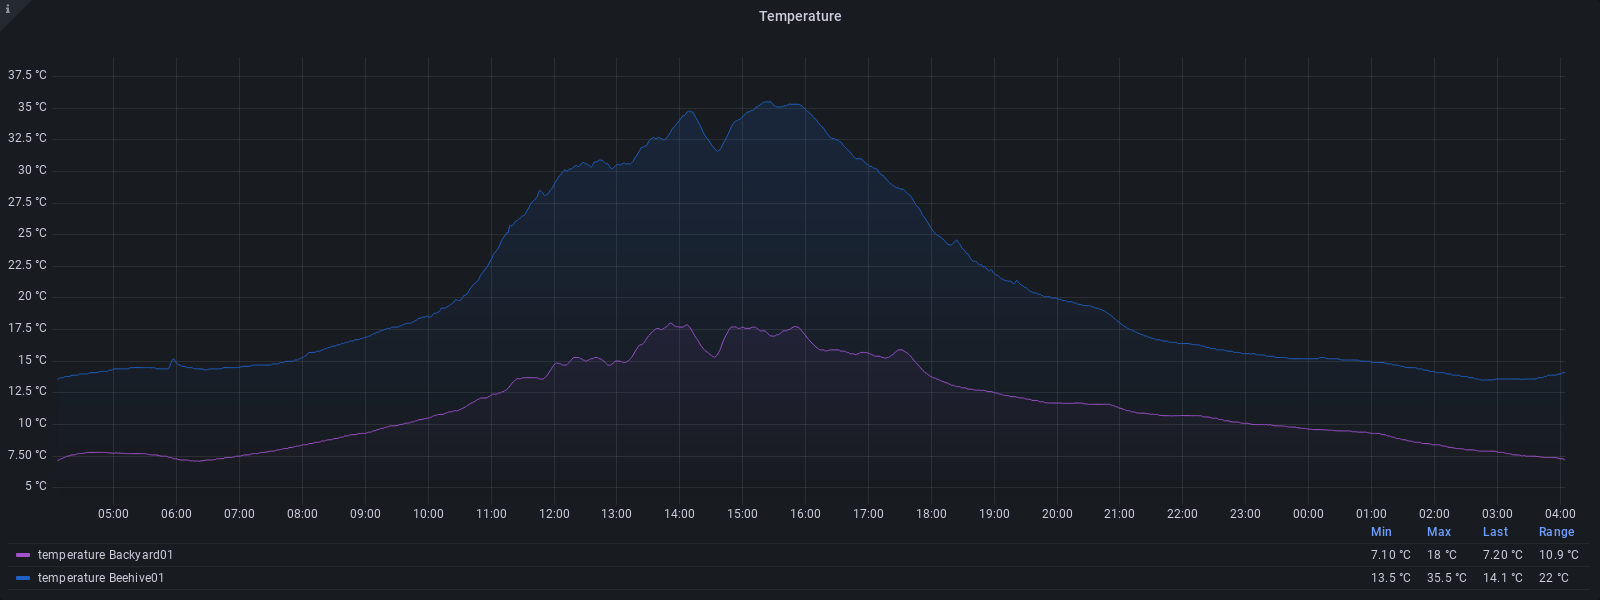 i
Temperature
37.5 °C
35 °C
32.5 °C
30 °C
27.5 °C
25 °C
22.5 °C
20 °C
17.5 °C
15 °C
12.5 °C
10 °C
7.50 °C
5 °C
05:00 06:00 07:00 08:00 09:00 10:00 11:00 12:00 13:00 14:00 15:00 16:00 17:00 18:00 19:00 20:00 21:00 22:00 23:00 00:00 01:00 02:00 03:00 04:00
Min Max Last Range
temperature Backyard01 7.10 °C 18 °C 7.20 °C 10.9 °C
temperature Beehive01 13.5 °C 35.5 °C 14.1 °C 22 °C